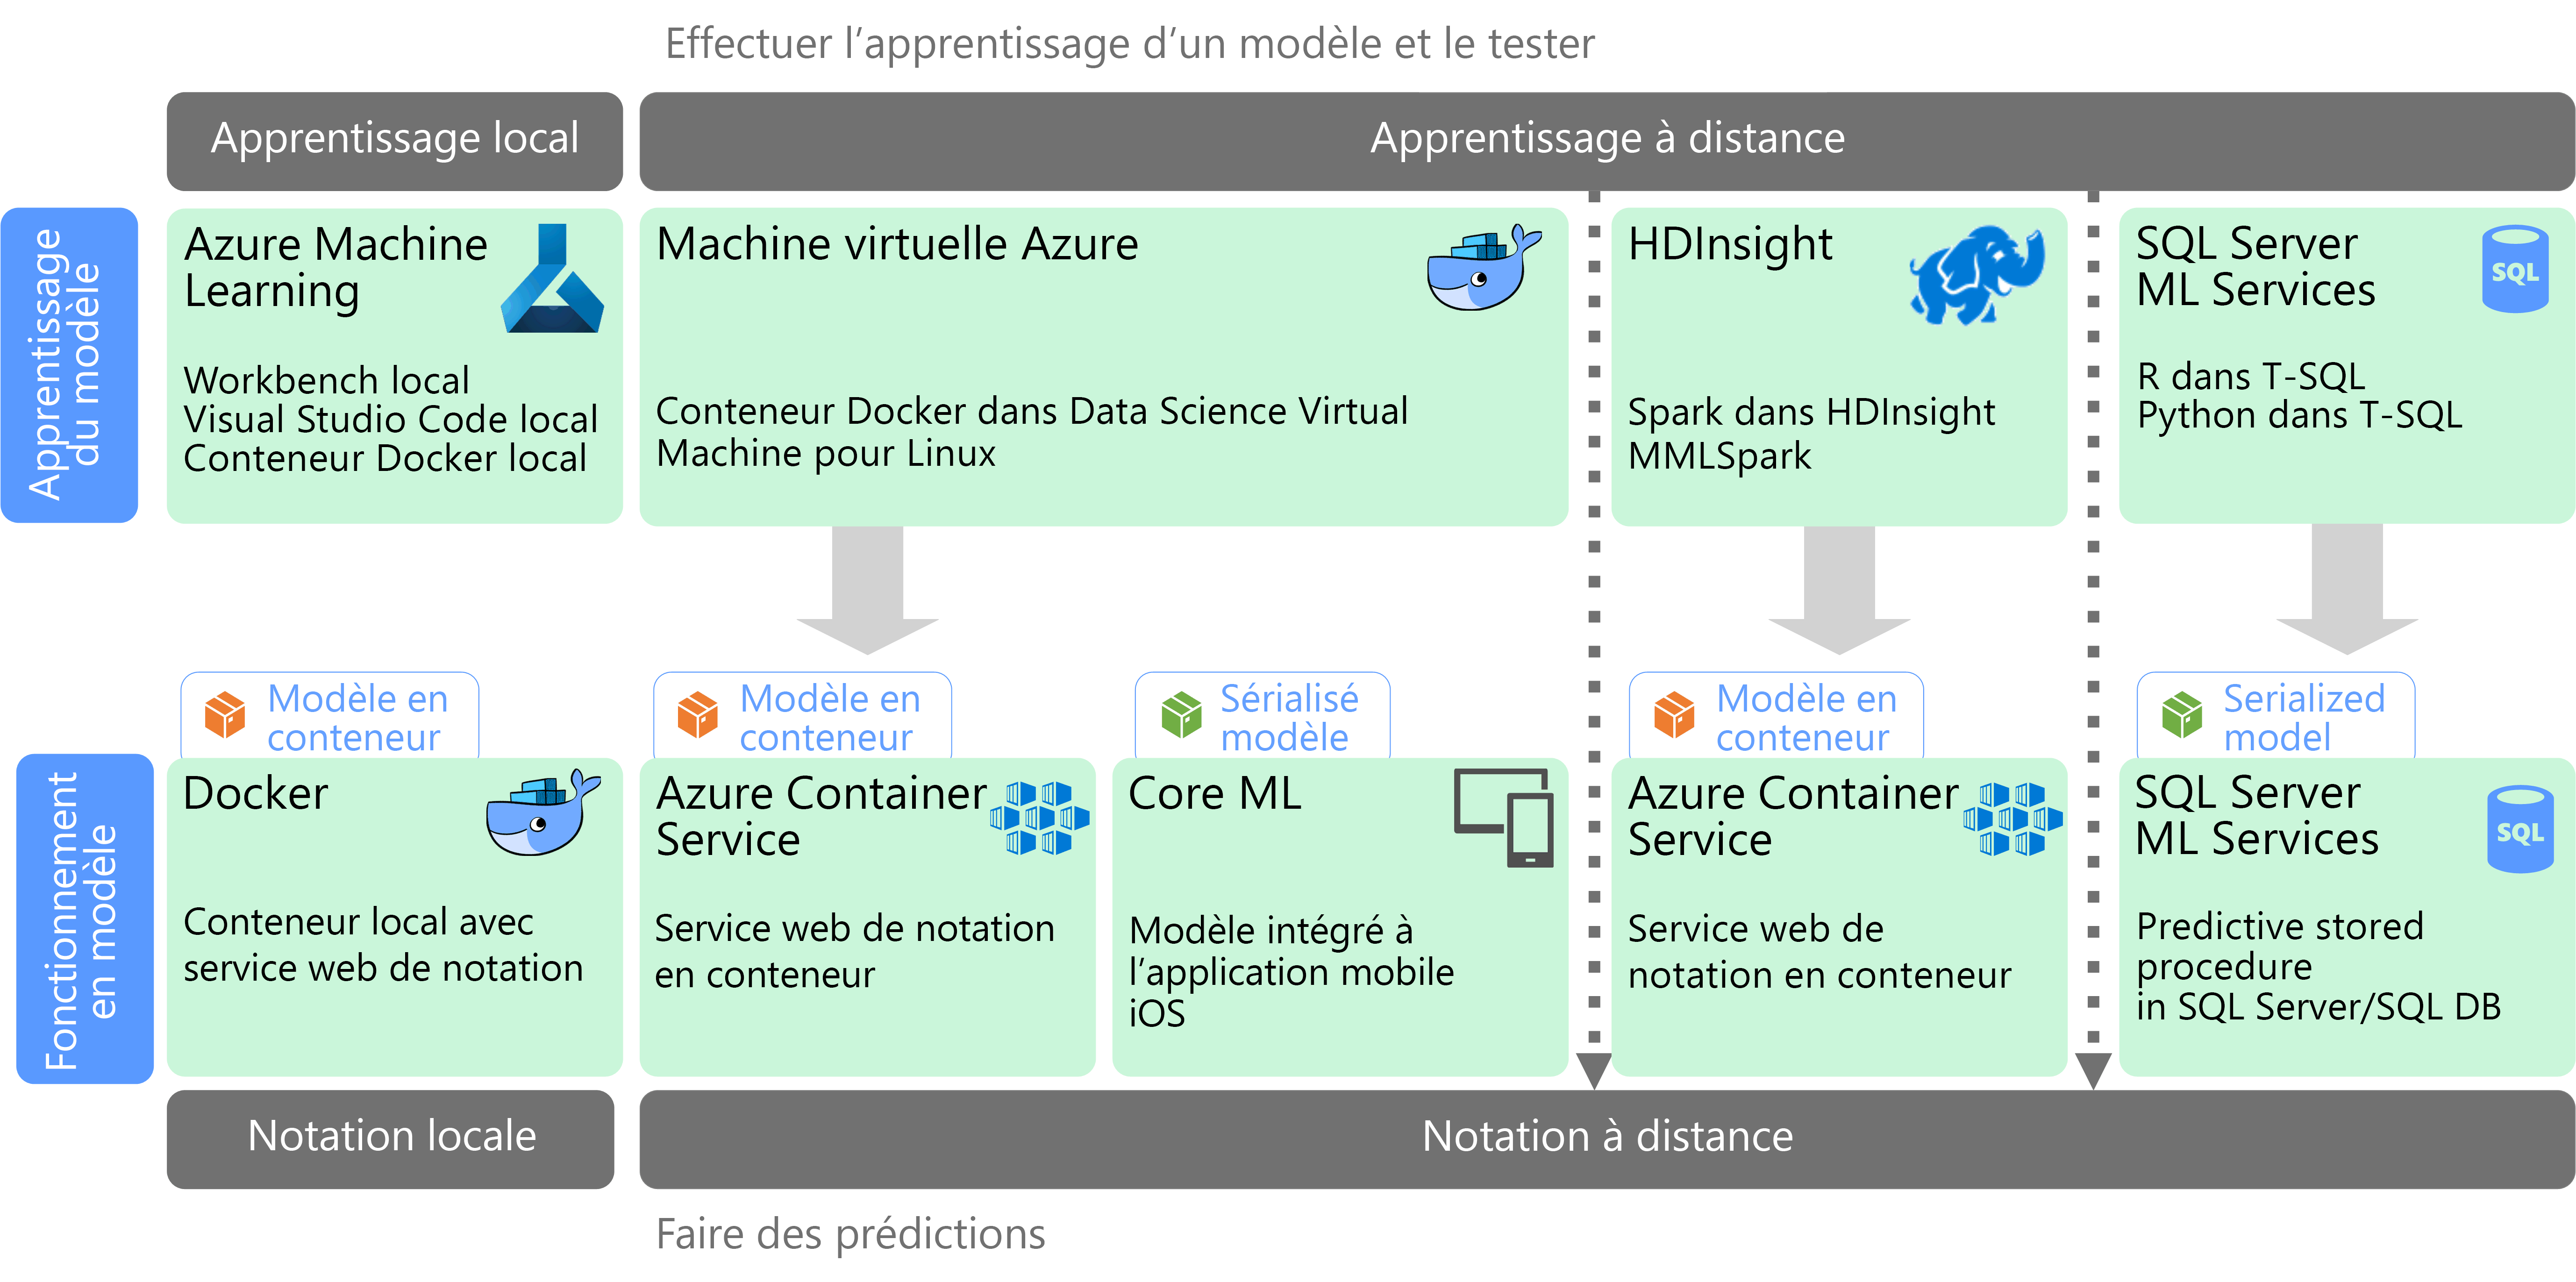 Effectuer l’apprentissage d’un modèle et le tester
Apprentissage local
Apprentissage à distance
Apprentissage
du modèle
Azure Machine
Learning
Workbench local
Visual Studio Code local
Conteneur Docker local
Machine virtuelle Azure
Conteneur Docker dans Data Science Virtual
Machine pour Linux
HDInsight
Spark dans HDInsight
MMLSpark
SQL Server
ML Services
SQL
R dans T-SQL
Python dans T-SQL
Fonctionnement
en modèle
Modèle en
conteneur
Docker
Conteneur local avec
service web de notation
Modèle en
conteneur
Azure Container
Service
Service web de notation
en conteneur
Sérialisé
modèle
Core ML
Modèle intégré à
l’application mobile
iOS
Modèle en
conteneur
Azure Container
Service
Service web de
notation en conteneur
Serialized
model
SQL Server
ML Services
SQL
Predictive stored
procedure
in SQL Server/SQL DB
Notation locale
Notation à distance
Faire des prédictions